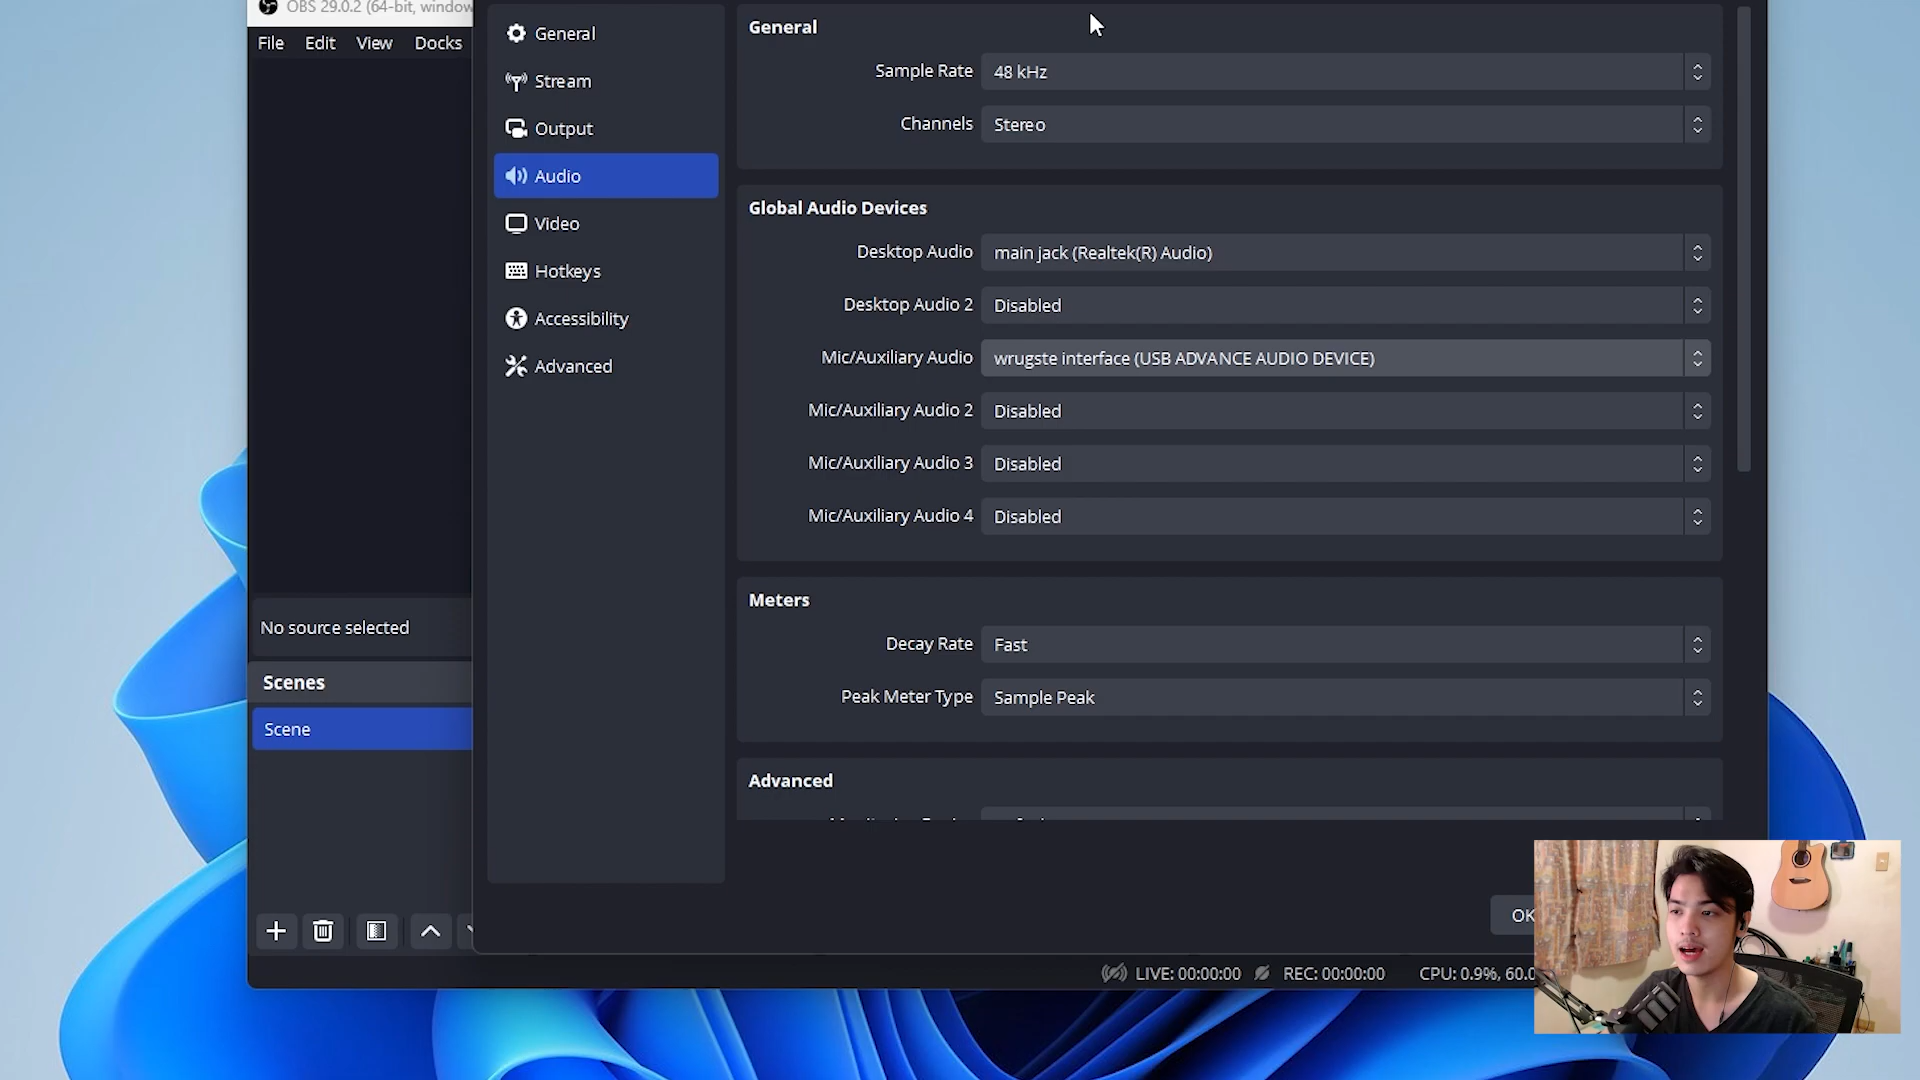 OBS 29.0.2 (64-bit, window
File Edit View Docks
General
Stream
Output
Audio
Video
Hotkeys
Accessibility
Advanced
General
Sample Rate 48 kHz
Channels Stereo
Global Audio Devices
Desktop Audio main jack (Realtek(R) Audio)
Desktop Audio 2 Disabled
Mic/Auxiliary Audio wrugste interface (USB ADVANCE AUDIO DEVICE)
Mic/Auxiliary Audio 2 Disabled
Mic/Auxiliary Audio 3 Disabled
Mic/Auxiliary Audio 4 Disabled
Meters
Decay Rate Fast
Peak Meter Type Sample Peak
Advanced
No source selected
Scenes
Scene
OK
LIVE: 00:00:00 REC: 00:00:00 CPU: 0.9%, 60.0